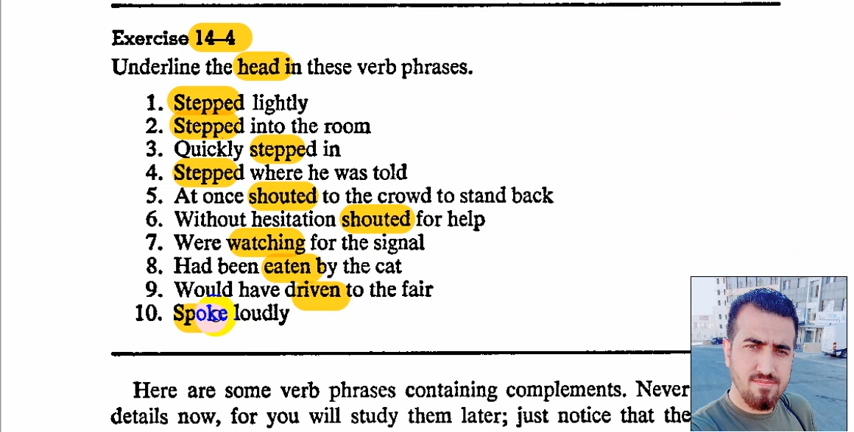 Exercise 14–4
Underline the head in these verb phrases.
1. Stepped lightly
2. Stepped into the room
3. Quickly stepped in
4. Stepped where he was told
5. At once shouted to the crowd to stand back
6. Without hesitation shouted for help
7. Were watching for the signal
8. Had been eaten by the cat
9. Would have driven to the fair
10. Spoke loudly
Here are some verb phrases containing complements. Never
details now, for you will study them later; just notice that the